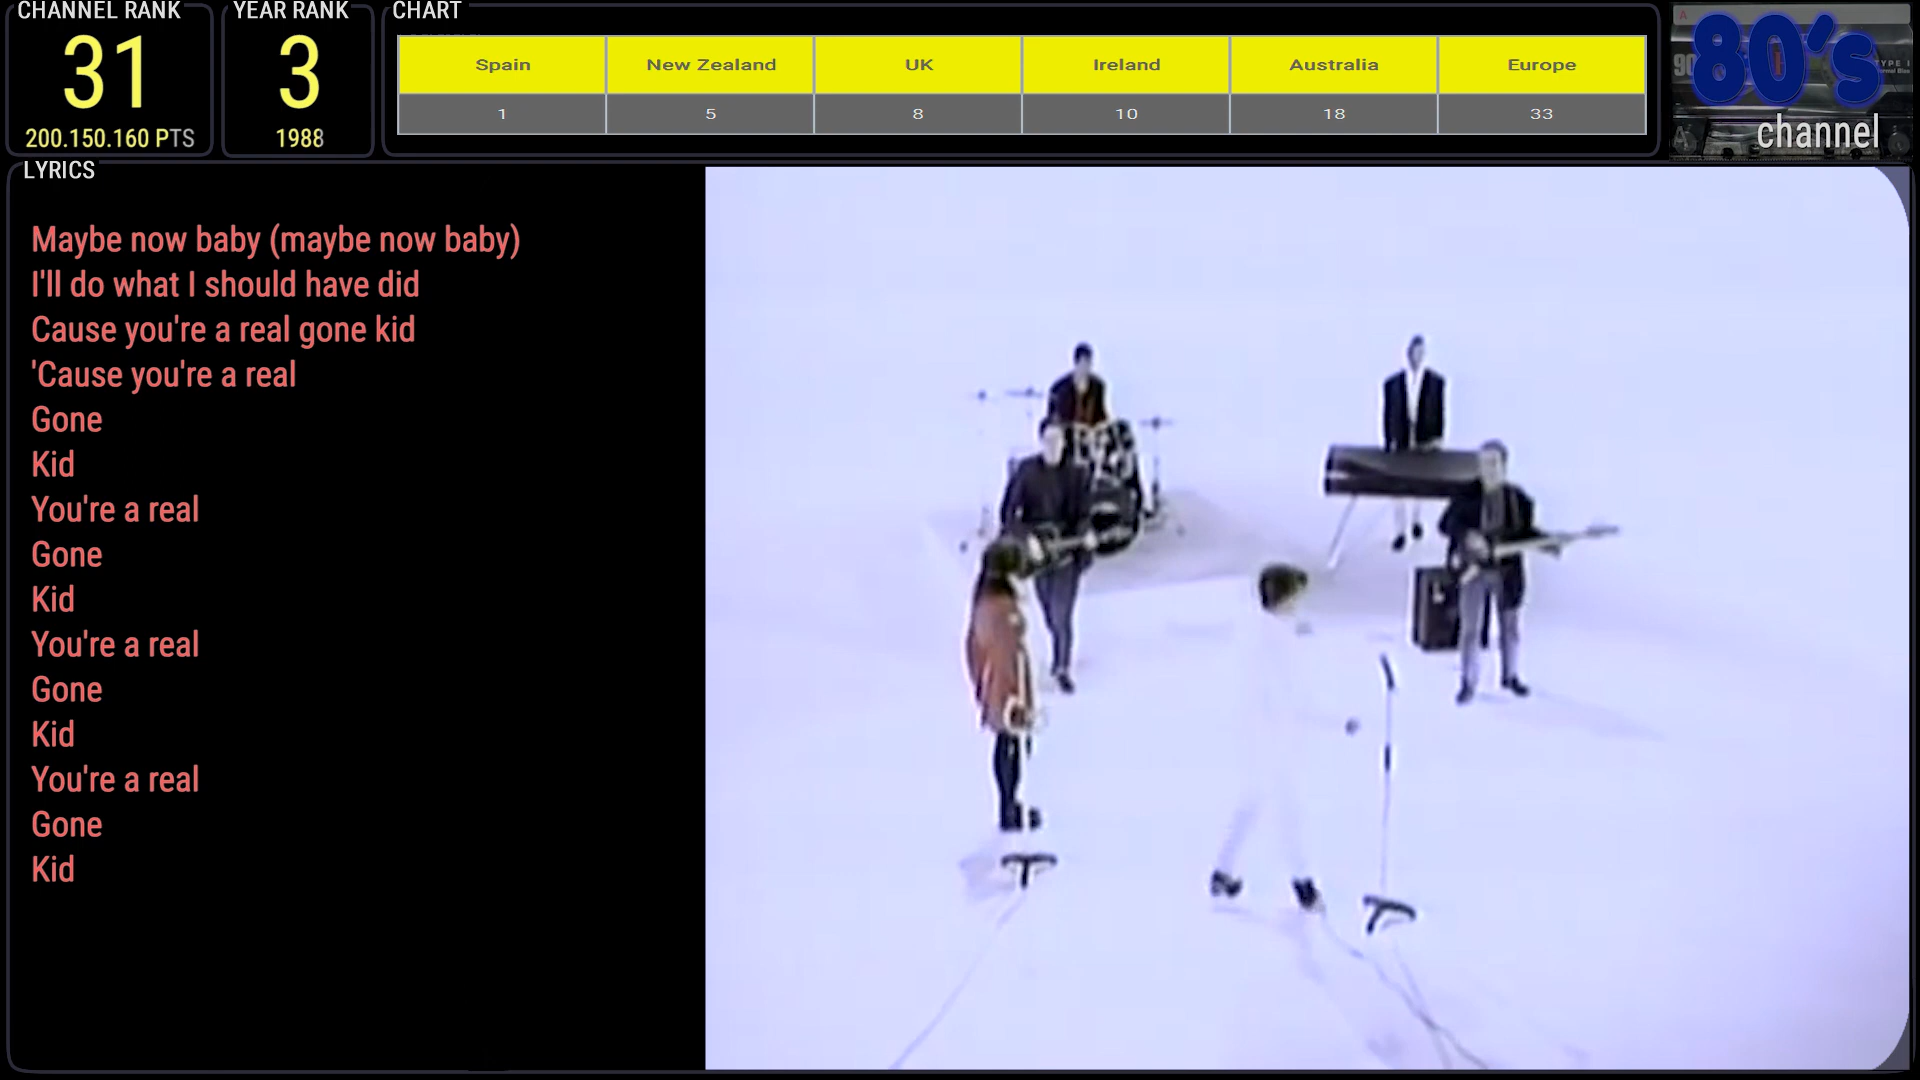 CHANNEL RANK
31
200.150.160 PTS
YEAR RANK
3
1988
CHART
Spain New Zealand UK Ireland Australia Europe
1 5 8 10 18 33
80's
channel
LYRICS
Maybe now baby (maybe now baby)
I'll do what I should have did
Cause you're a real gone kid
'Cause you're a real
Gone
Kid
You're a real
Gone
Kid
You're a real
Gone
Kid
You're a real
Gone
Kid